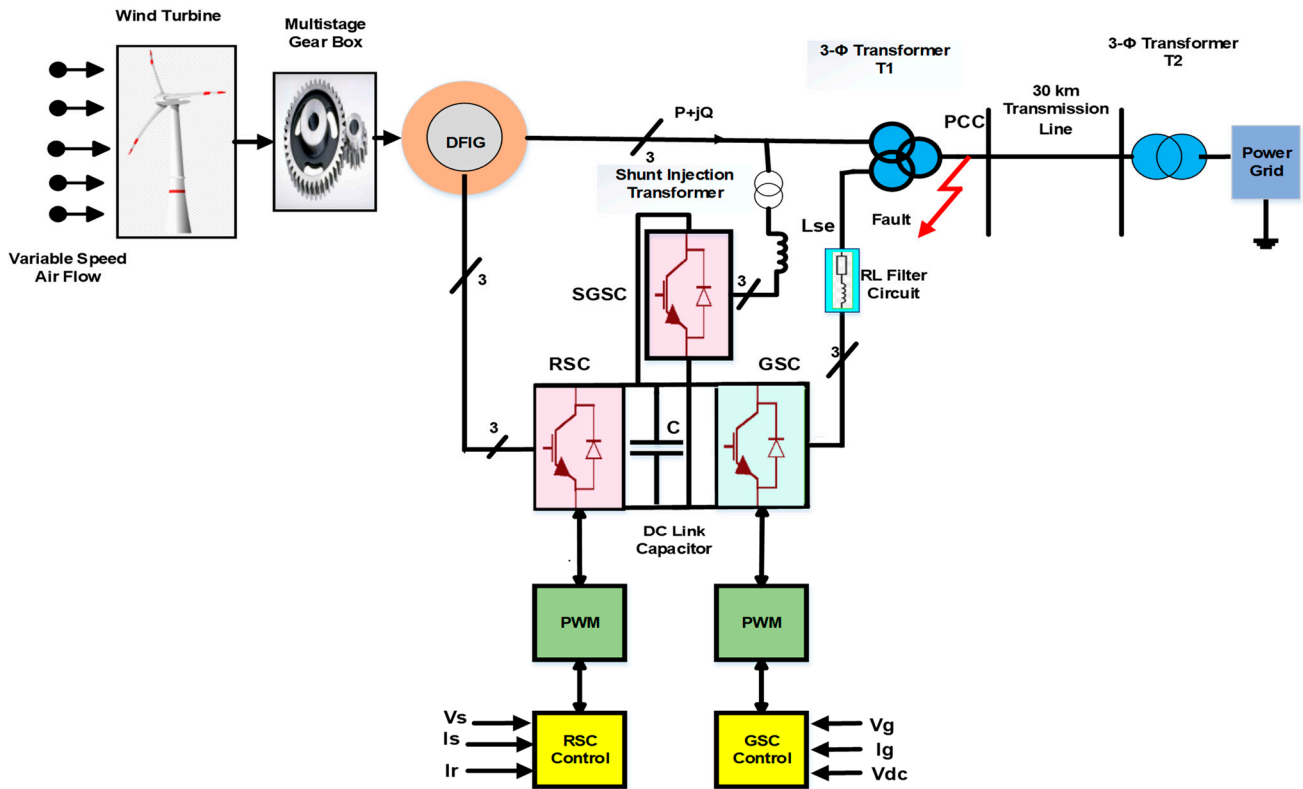 Wind Turbine
Multistage
Gear Box
3-Φ Transformer
T1
3-Φ Transformer
T2
30 km
Transmission
Line
P+jQ
PCC
DFIG
3
Power
Grid
Shunt Injection
Transformer
Fault
Lse
Variable Speed
Air Flow
3
SGSC
3
RL Filter
Circuit
RSC
GSC
3
3
C
DC Link
Capacitor
PWM
PWM
Vs
Is
Ir
RSC
Control
GSC
Control
Vg
Ig
Vdc